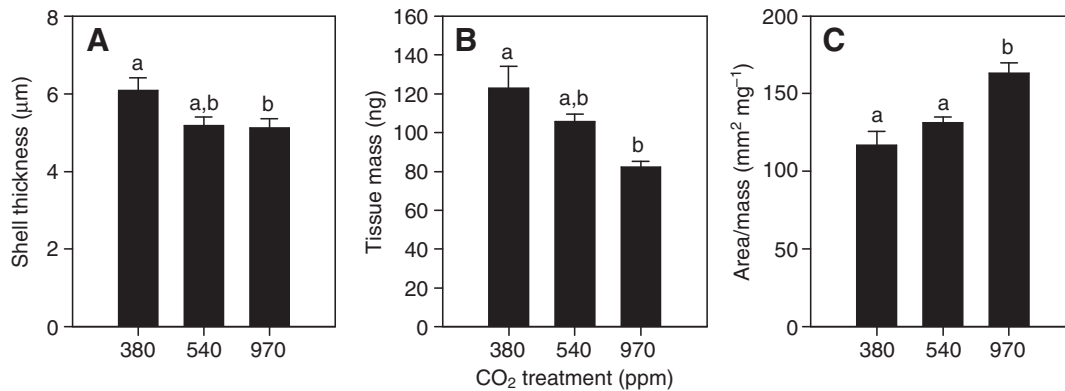 A
Shell thickness (μm)
8
6
4
2
0
a
a,b
b
380 540 970
B
Tissue mass (ng)
160
140
120
100
80
60
40
20
0
a
a,b
b
380 540 970
CO₂ treatment (ppm)
C
Area/mass (mm² mg⁻¹)
200
150
100
50
0
a
a
b
380 540 970